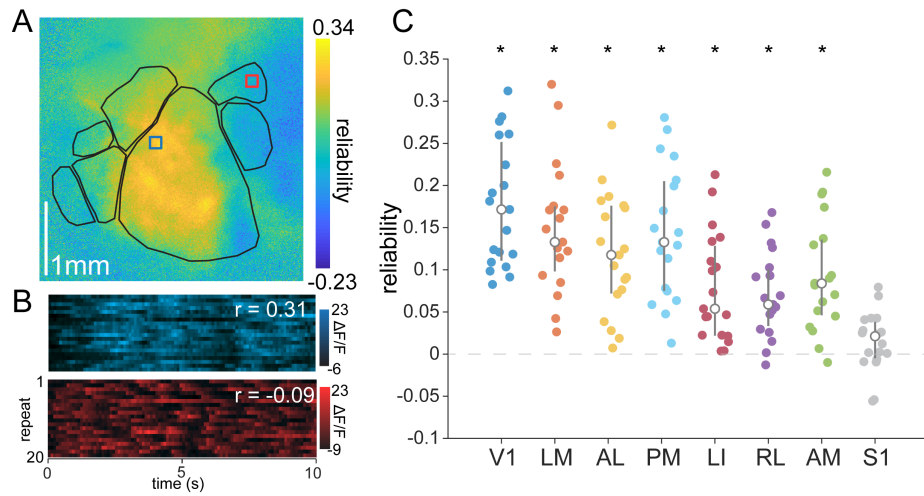 A
0.34
reliability
-0.23
1mm
B
r = 0.31
23
ΔF/F
-6
1
r = -0.09
23
ΔF/F
-9
repeat
20
0
5
10
time (s)
C
* * * * * * *
0.35
0.3
0.25
0.2
0.15
0.1
0.05
0
-0.05
-0.1
reliability
V1 LM AL PM LI RL AM S1